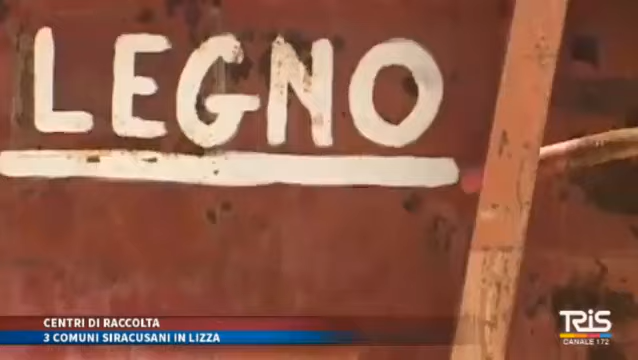 LEGNO
CENTRI DI RACCOLTA
3 COMUNI SIRACUSANI IN LIZZA
TRIS
CANALE 172